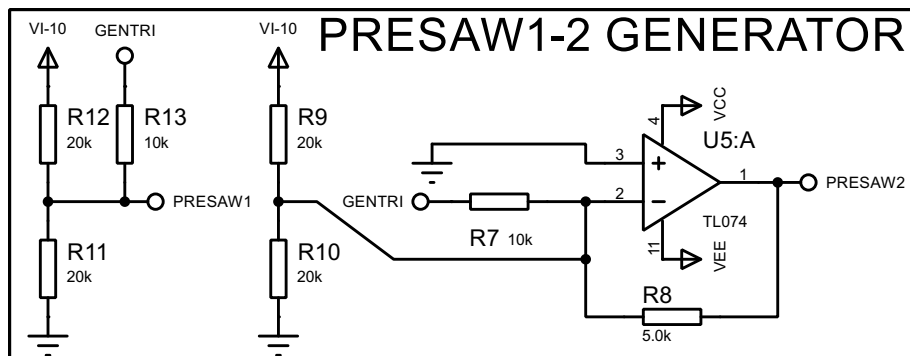 PRESAW1-2 GENERATOR
VI-10
GENTRI
VI-10
R12
20k
R13
10k
R9
20k
4
VCC
U5:A
3
2
1
PRESAW1
GENTRI
PRESAW2
R11
20k
R10
20k
R7 10k
TL074
11
VEE
R8
5.0k